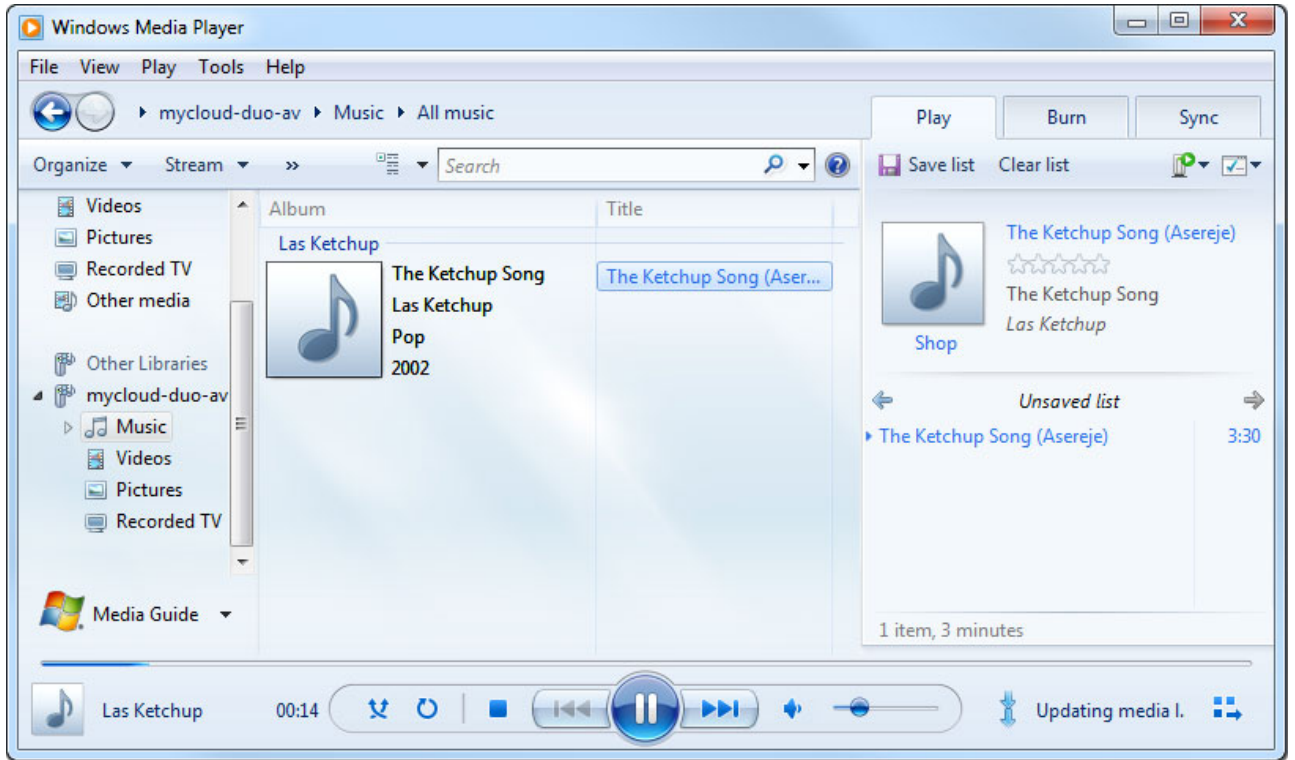 Windows Media Player
File View Play Tools Help
mycloud-duo-av Music All music
Play Burn Sync
Organize Stream » Search
Save list Clear list
Videos
Pictures
Recorded TV
Other media
Other Libraries
mycloud-duo-av
Music
Videos
Pictures
Recorded TV
Media Guide
Album Title
Las Ketchup
The Ketchup Song
Las Ketchup
Pop
2002
The Ketchup Song (Aser...
The Ketchup Song (Asereje)
The Ketchup Song
Las Ketchup
Shop
Unsaved list
The Ketchup Song (Asereje) 3:30
1 item, 3 minutes
Las Ketchup 00:14 Updating media l.